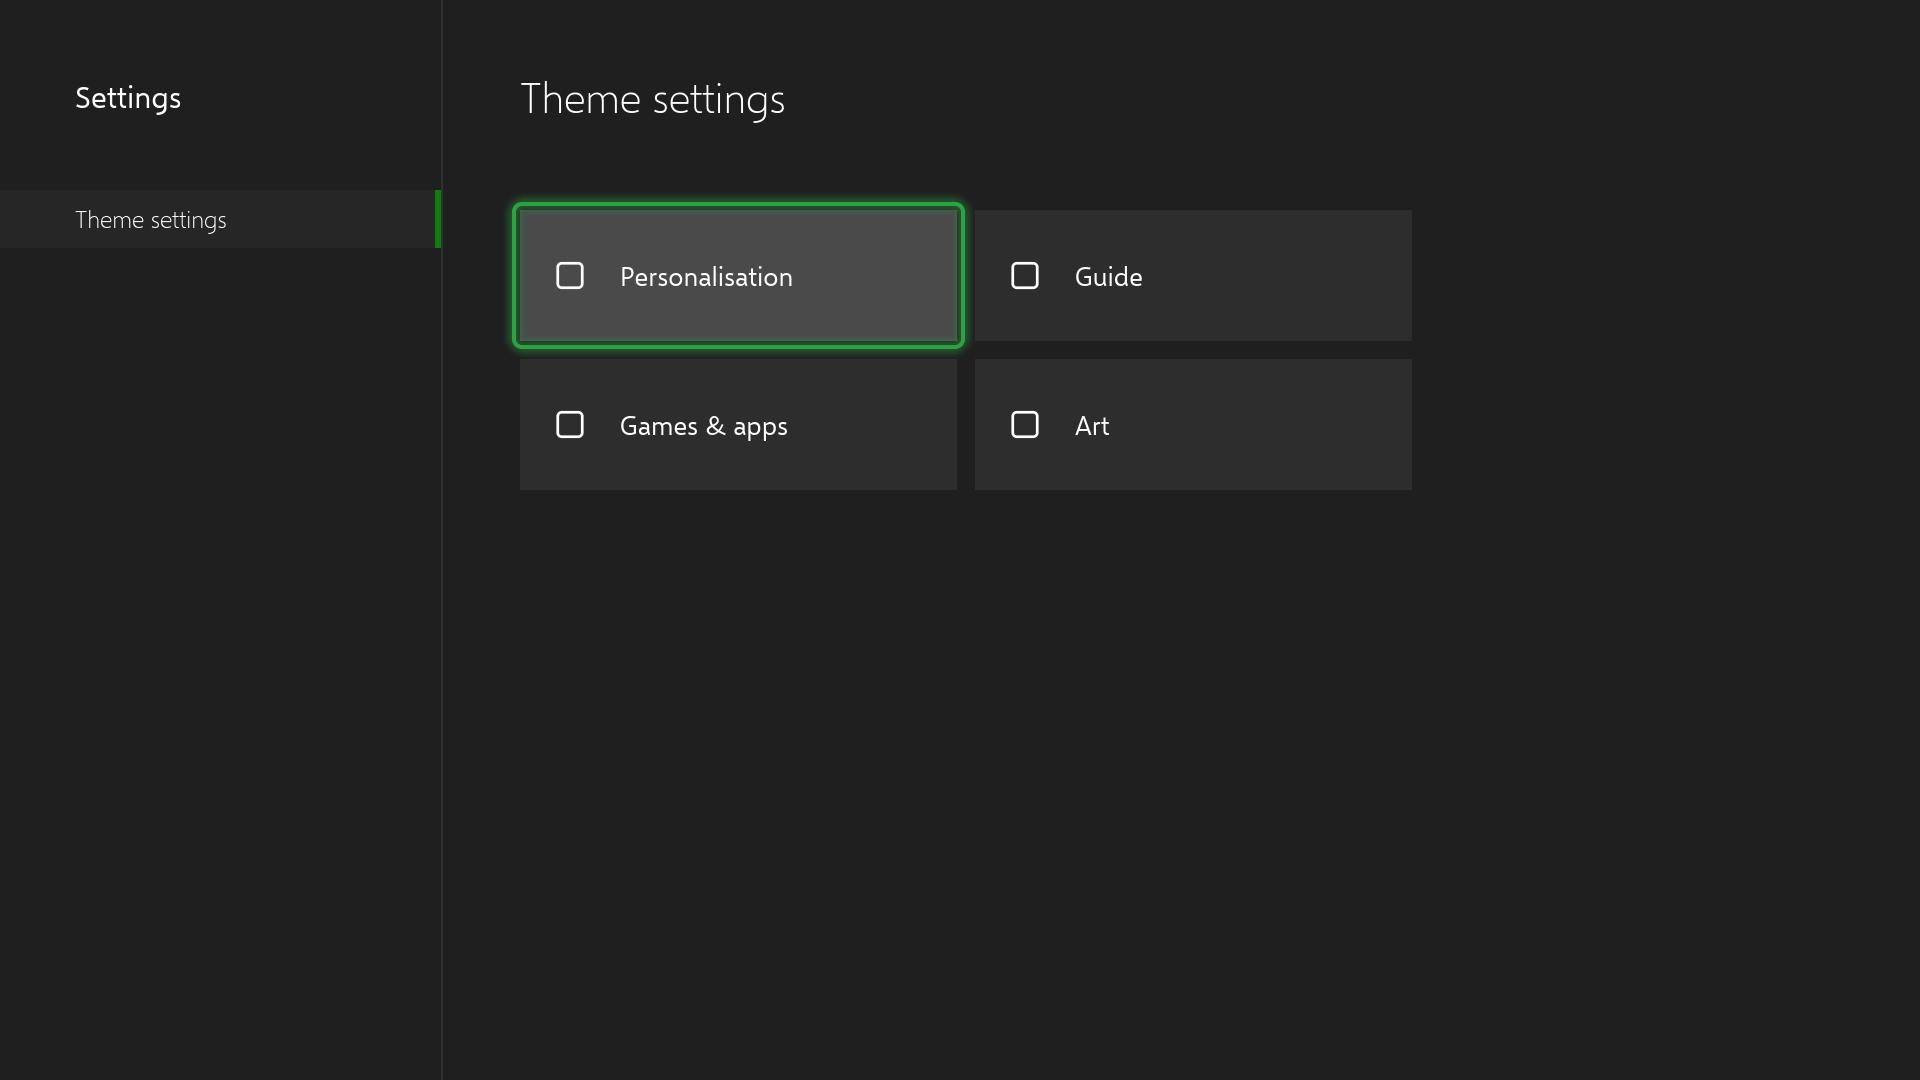 Settings
Theme settings
Theme settings
Personalisation
Guide
Games & apps
Art